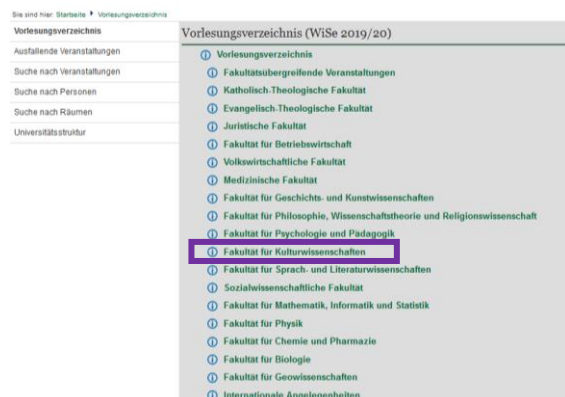 Sie sind hier: Startseite Vorlesungsverzeichnis
Vorlesungsverzeichnis
Ausfallende Veranstaltungen
Suche nach Veranstaltungen
Suche nach Personen
Suche nach Räumen
Universitätsstruktur
Vorlesungsverzeichnis (WiSe 2019/20)
Vorlesungsverzeichnis
Fakultätsübergreifende Veranstaltungen
Katholisch-Theologische Fakultät
Evangelisch-Theologische Fakultät
Juristische Fakultät
Fakultät für Betriebswirtschaft
Volkswirtschaftliche Fakultät
Medizinische Fakultät
Fakultät für Geschichts- und Kunstwissenschaften
Fakultät für Philosophie, Wissenschaftstheorie und Religionswissenschaft
Fakultät für Psychologie und Pädagogik
Fakultät für Kulturwissenschaften
Fakultät für Sprach- und Literaturwissenschaften
Sozialwissenschaftliche Fakultät
Fakultät für Mathematik, Informatik und Statistik
Fakultät für Physik
Fakultät für Chemie und Pharmazie
Fakultät für Biologie
Fakultät für Geowissenschaften
Internationale Angelegenheiten